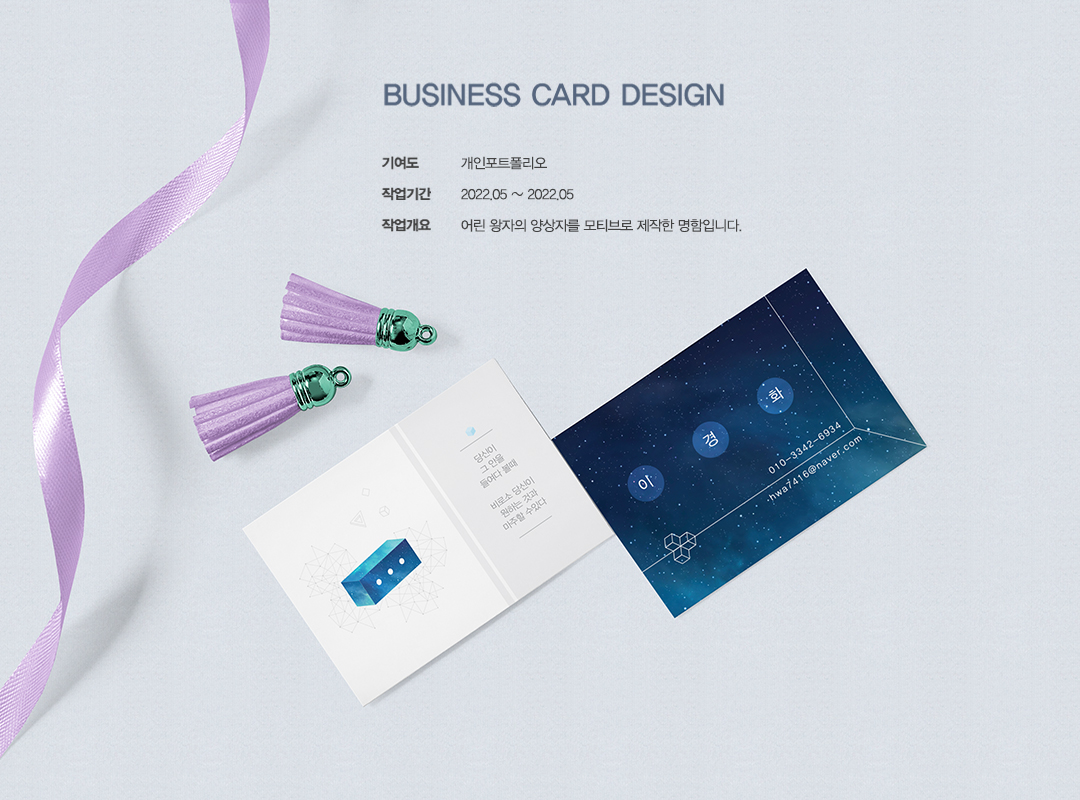 BUSINESS CARD DESIGN
기여도 개인포트폴리오
작업기간 2022.05 ~ 2022.05
작업개요 어린 왕자의 양상자를 모티브로 제작한 명함입니다.
당신이
그 안을
들여다 볼때
비로소 당신이
원하는 것과
마주할 수있다
이 경 화
010-3342-6934
hwa7416@naver.com